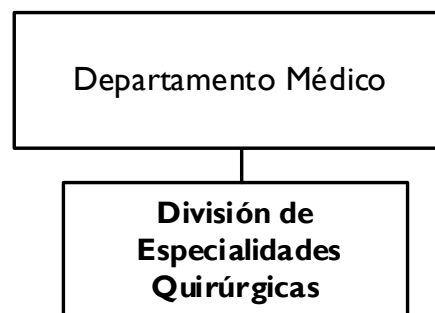 Departamento Médico
División de
Especialidades
Quirúrgicas